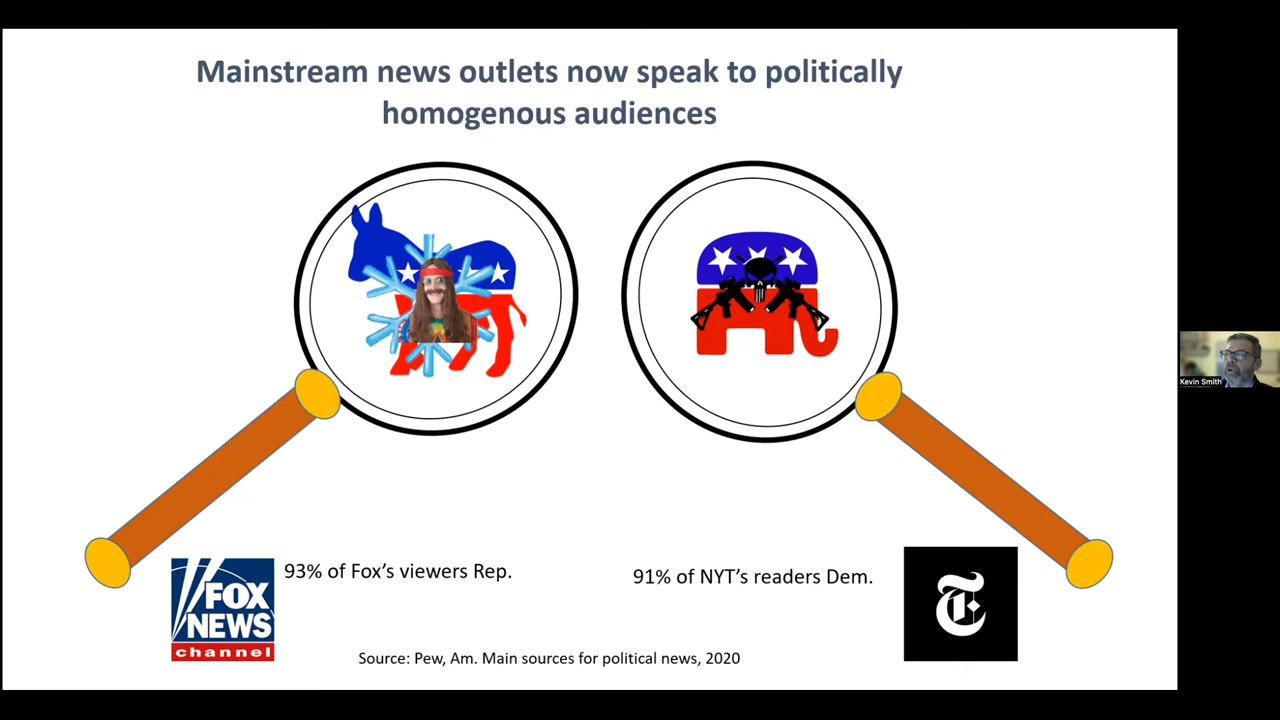 Mainstream news outlets now speak to politically
homogenous audiences
93% of Fox's viewers Rep.
91% of NYT's readers Dem.
FOX
NEWS
channel
T
Source: Pew, Am. Main sources for political news, 2020
Kevin Smith